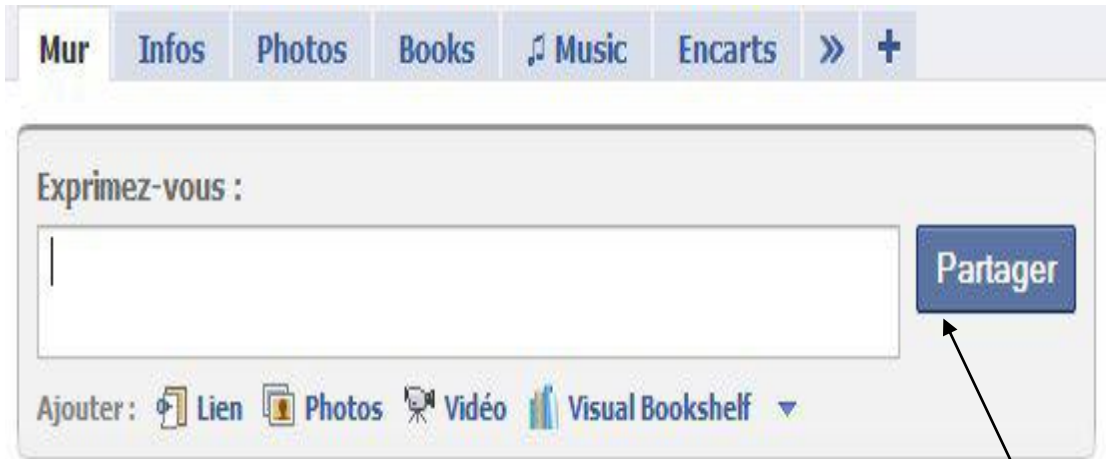 Mur Infos Photos Books ♫ Music Encarts » +
Exprimez-vous :
Partager
Ajouter : Lien Photos Vidéo Visual Bookshelf